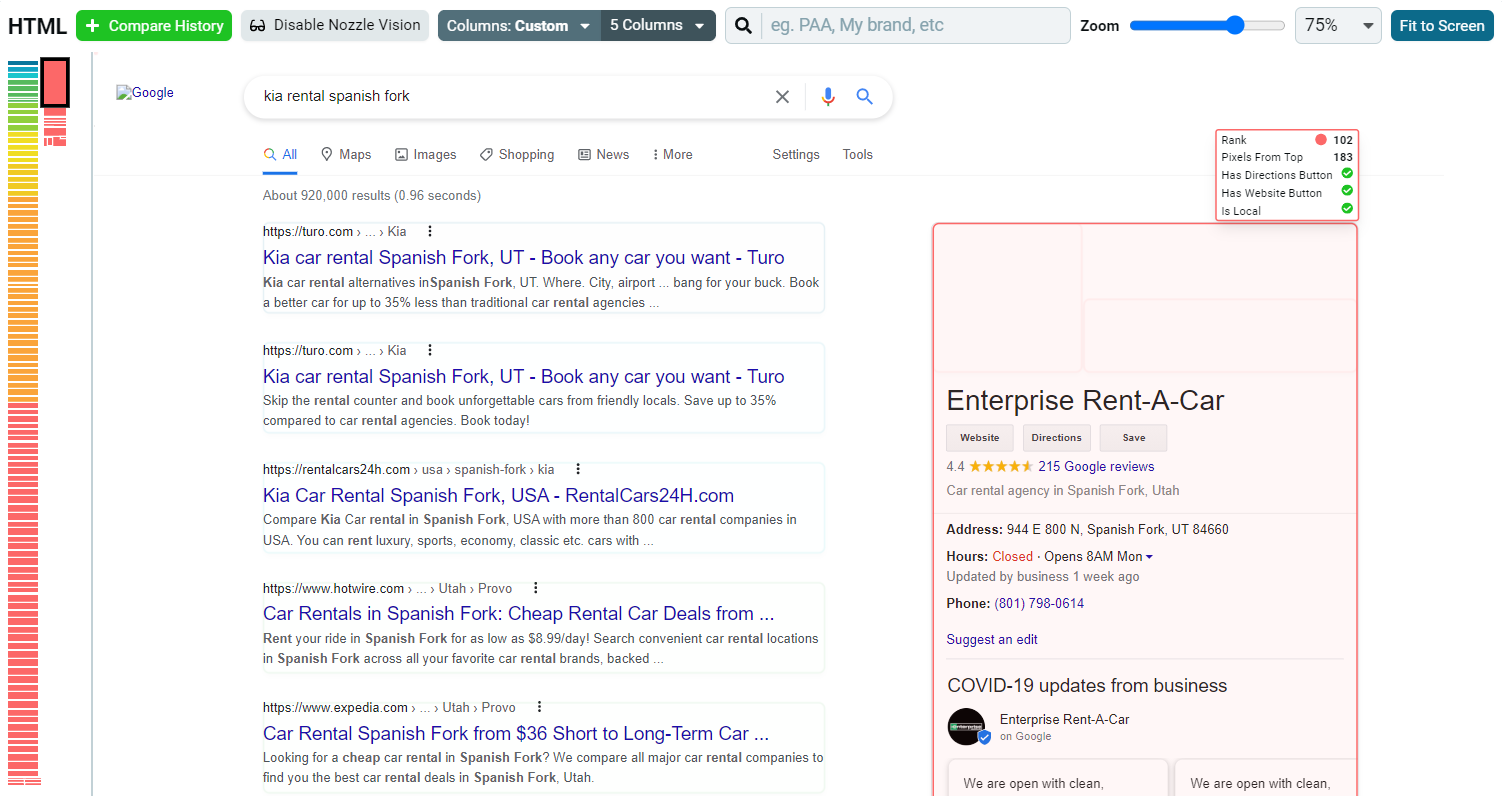 HTML
Compare History
Disable Nozzle Vision
Columns: Custom
5 Columns
eg. PAA, My brand, etc
Zoom
75%
Fit to Screen
Google
kia rental spanish fork
All
Maps
Images
Shopping
News
More
Settings
Tools
About 920,000 results (0.96 seconds)
https://turo.com › ... › Kia
Kia car rental Spanish Fork, UT - Book any car you want - Turo
Kia car rental alternatives inSpanish Fork, UT. Where. City, airport ... bang for your buck. Book
a better car for up to 35% less than traditional car rental agencies ...
https://turo.com › ... › Kia
Kia car rental Spanish Fork, UT - Book any car you want - Turo
Skip the rental counter and book unforgettable cars from friendly locals. Save up to 35%
compared to car rental agencies. Book today!
https://rentalcars24h.com › usa › spanish-fork › kia
Kia Car Rental Spanish Fork, USA - RentalCars24H.com
Compare Kia Car rental in Spanish Fork, USA with more than 800 car rental companies in
USA. You can rent luxury, sports, economy, classic etc. cars with ...
https://www.hotwire.com › ... › Utah › Provo
Car Rentals in Spanish Fork: Cheap Rental Car Deals from ...
Rent your ride in Spanish Fork for as low as $8.99/day! Search convenient car rental locations
in Spanish Fork across all your favorite car rental brands, backed ...
https://www.expedia.com › ... › Utah › Provo
Car Rental Spanish Fork from $36 Short to Long-Term Car ...
Looking for a cheap car rental in Spanish Fork? We compare all major car rental companies to
find you the best car rental deals in Spanish Fork, Utah.
Rank 102
Pixels From Top 183
Has Directions Button
Has Website Button
Is Local
Enterprise Rent-A-Car
Website
Directions
Save
4.4 215 Google reviews
Car rental agency in Spanish Fork, Utah
Address: 944 E 800 N, Spanish Fork, UT 84660
Hours: Closed · Opens 8AM Mon
Updated by business 1 week ago
Phone: (801) 798-0614
Suggest an edit
COVID-19 updates from business
Enterprise Rent-A-Car
on Google
We are open with clean,
We are open with clean,